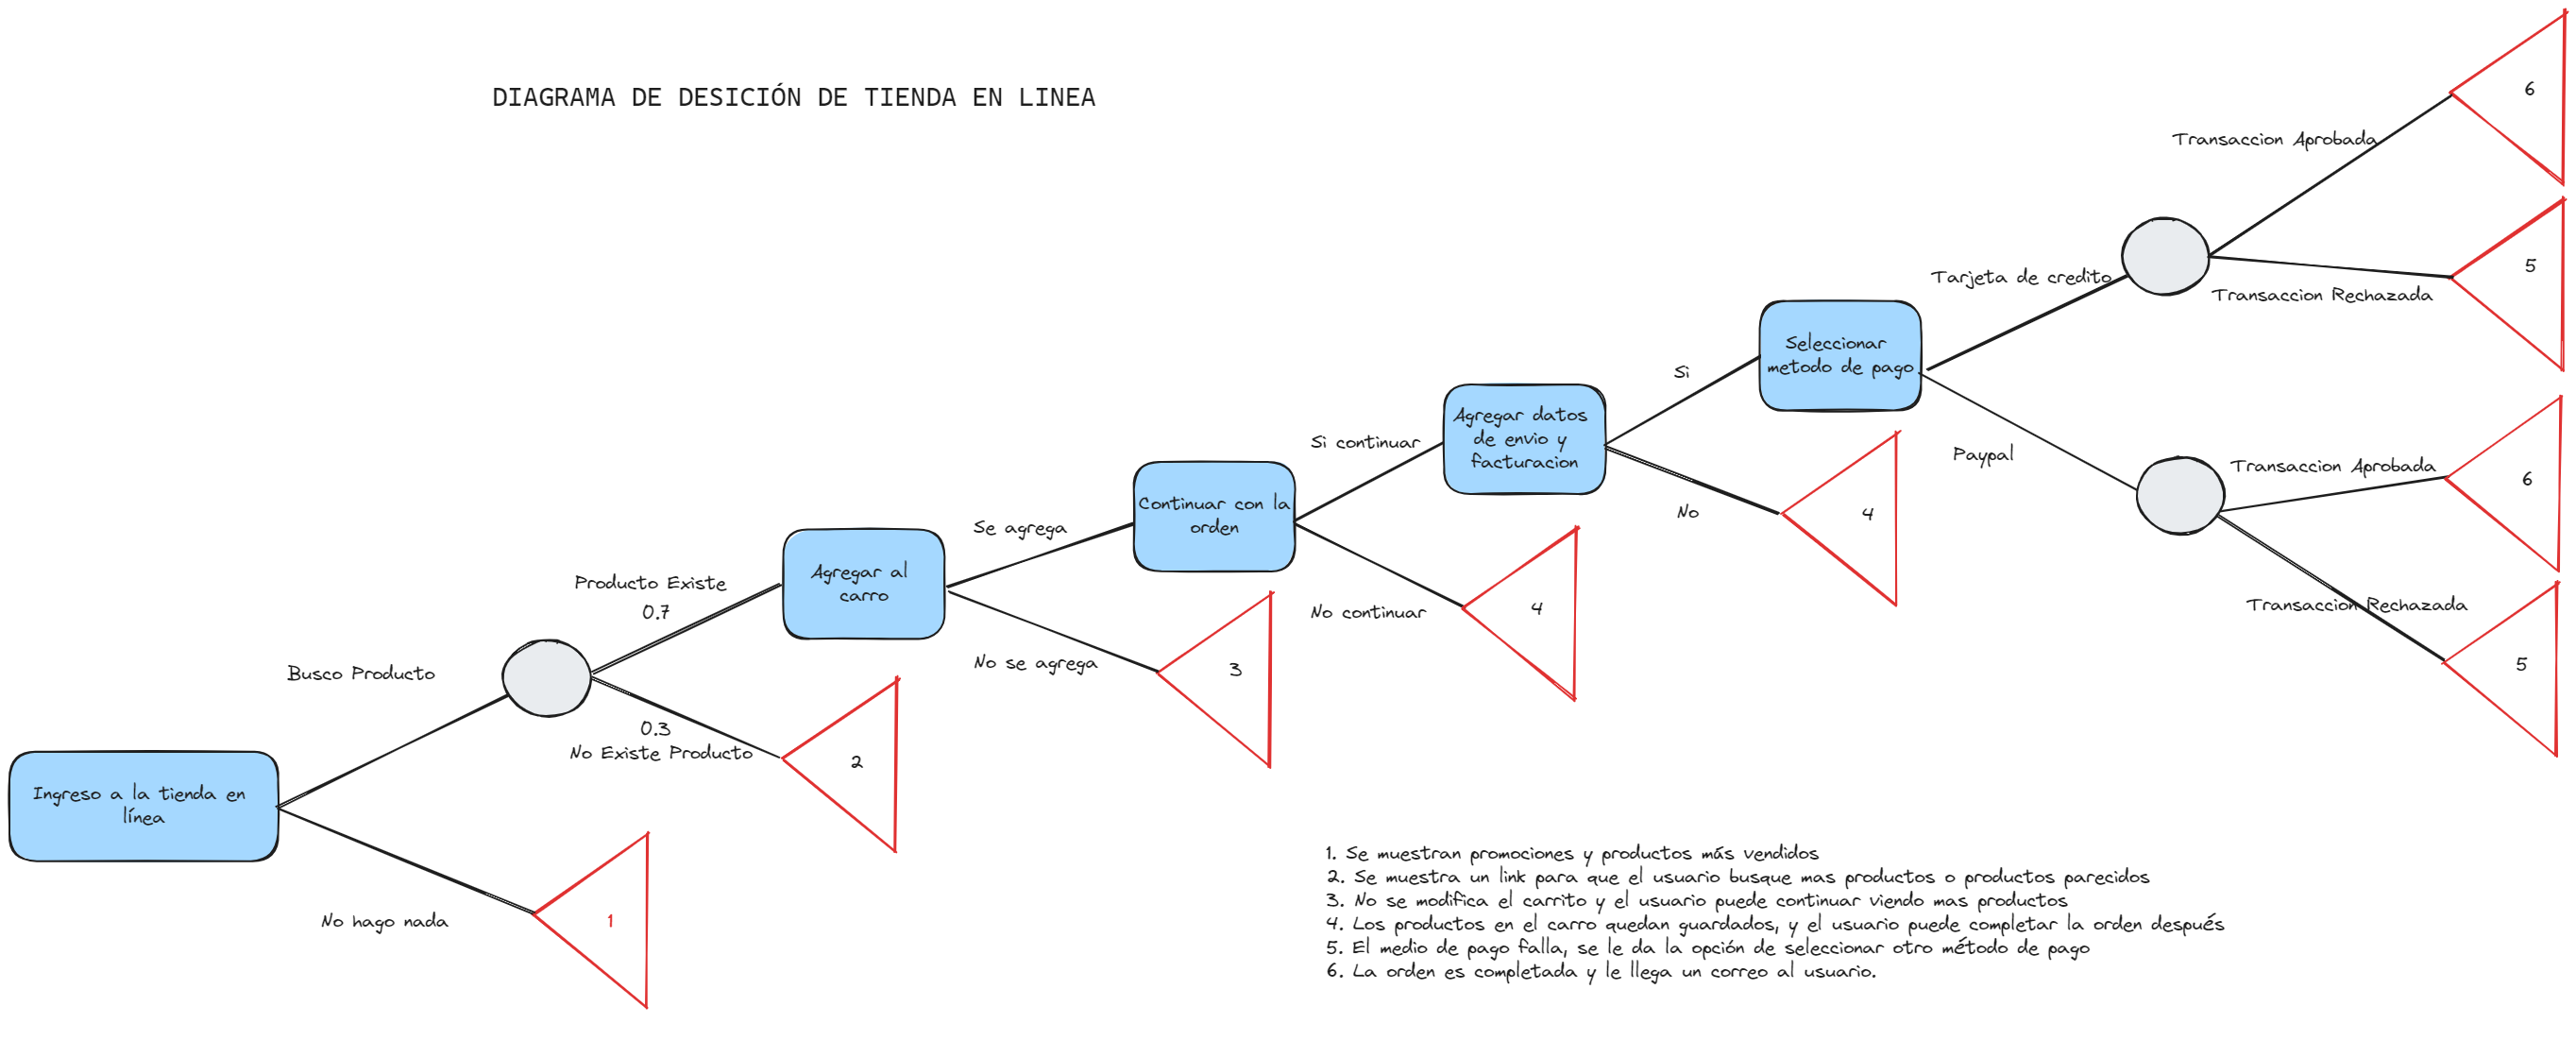 DIAGRAMA DE DESICIÓN DE TIENDA EN LINEA
Ingreso a la tienda en
línea
Busco Producto
No hago nada
1
Producto Existe
0.7
0.3
No Existe Producto
2
Agregar al
carro
Se agrega
No se agrega
3
Continuar con la
orden
Si continuar
No continuar
4
Agregar datos
de envio y
facturacion
Si
No
4
Seleccionar
metodo de pago
Tarjeta de credito
Paypal
Transaccion Aprobada
6
Transaccion Rechazada
5
Transaccion Aprobada
6
Transaccion Rechazada
5
1. Se muestran promociones y productos más vendidos
2. Se muestra un link para que el usuario busque mas productos o productos parecidos
3. No se modifica el carrito y el usuario puede continuar viendo mas productos
4. Los productos en el carro quedan guardados, y el usuario puede completar la orden después
5. El medio de pago falla, se le da la opción de seleccionar otro método de pago
6. La orden es completada y le llega un correo al usuario.